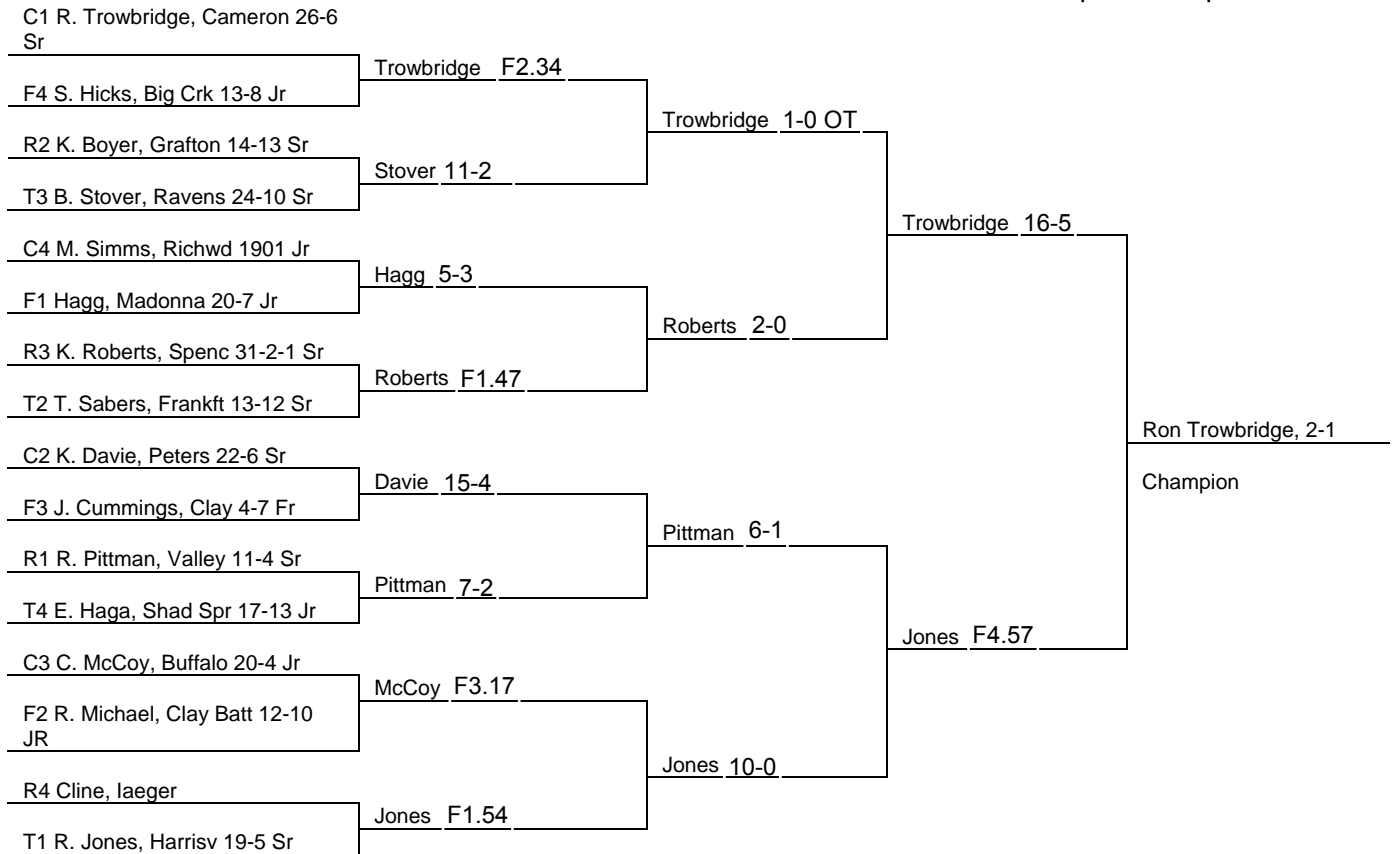 C1 R. Trowbridge, Cameron 26-6
Sr
F4 S. Hicks, Big Crk 13-8 Jr
R2 K. Boyer, Grafton 14-13 Sr
T3 B. Stover, Ravens 24-10 Sr
C4 M. Simms, Richwd 1901 Jr
F1 Hagg, Madonna 20-7 Jr
R3 K. Roberts, Spenc 31-2-1 Sr
T2 T. Sabers, Frankft 13-12 Sr
C2 K. Davie, Peters 22-6 Sr
F3 J. Cummings, Clay 4-7 Fr
R1 R. Pittman, Valley 11-4 Sr
T4 E. Haga, Shad Spr 17-13 Jr
C3 C. McCoy, Buffalo 20-4 Jr
F2 R. Michael, Clay Batt 12-10
JR
R4 Cline, Iaeger
T1 R. Jones, Harrisv 19-5 Sr
Trowbridge F2.34
Stover 11-2
Hagg 5-3
Roberts F1.47
Davie 15-4
Pittman 7-2
McCoy F3.17
Jones F1.54
Trowbridge 1-0 OT
Roberts 2-0
Pittman 6-1
Jones 10-0
Trowbridge 16-5
Jones F4.57
Ron Trowbridge, 2-1
Champion